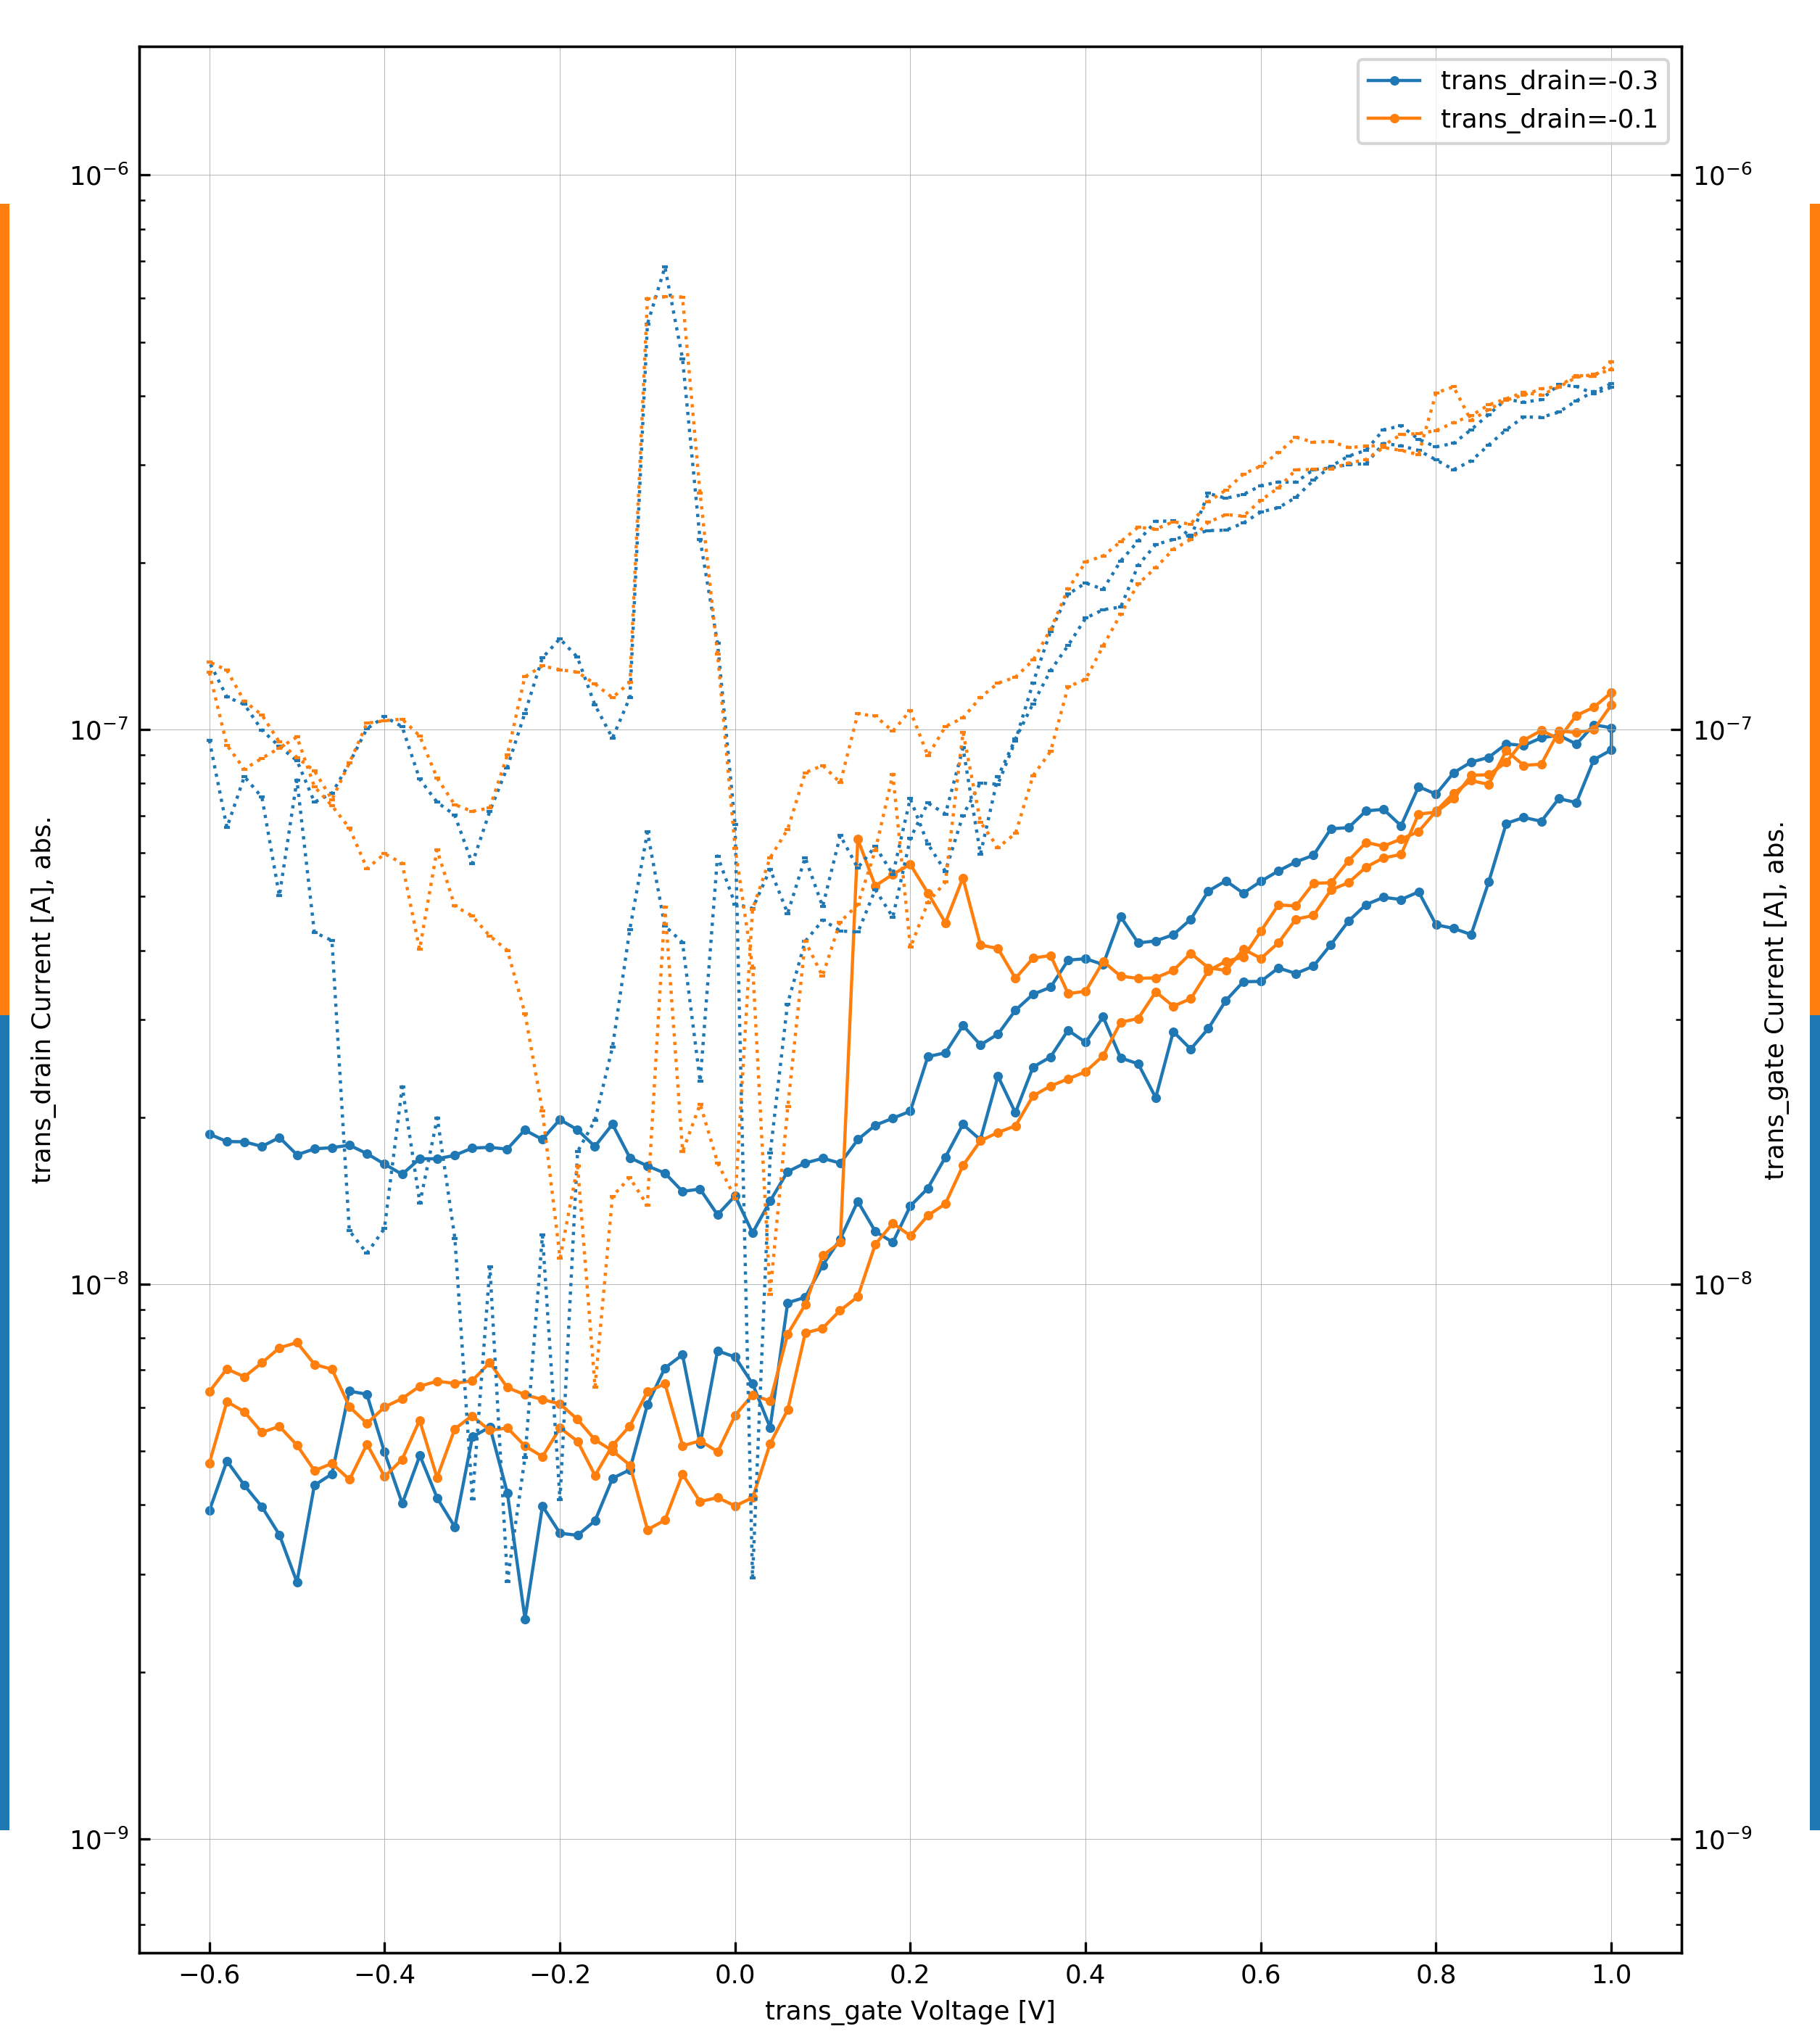 trans_drain=-0.3
trans_drain=-0.1
10⁻⁶
10⁻⁷
10⁻⁸
10⁻⁹
trans_drain Current [A], abs.
10⁻⁶
10⁻⁷
10⁻⁸
10⁻⁹
trans_gate Current [A], abs.
−0.6 −0.4 −0.2 0.0 0.2 0.4 0.6 0.8 1.0
trans_gate Voltage [V]